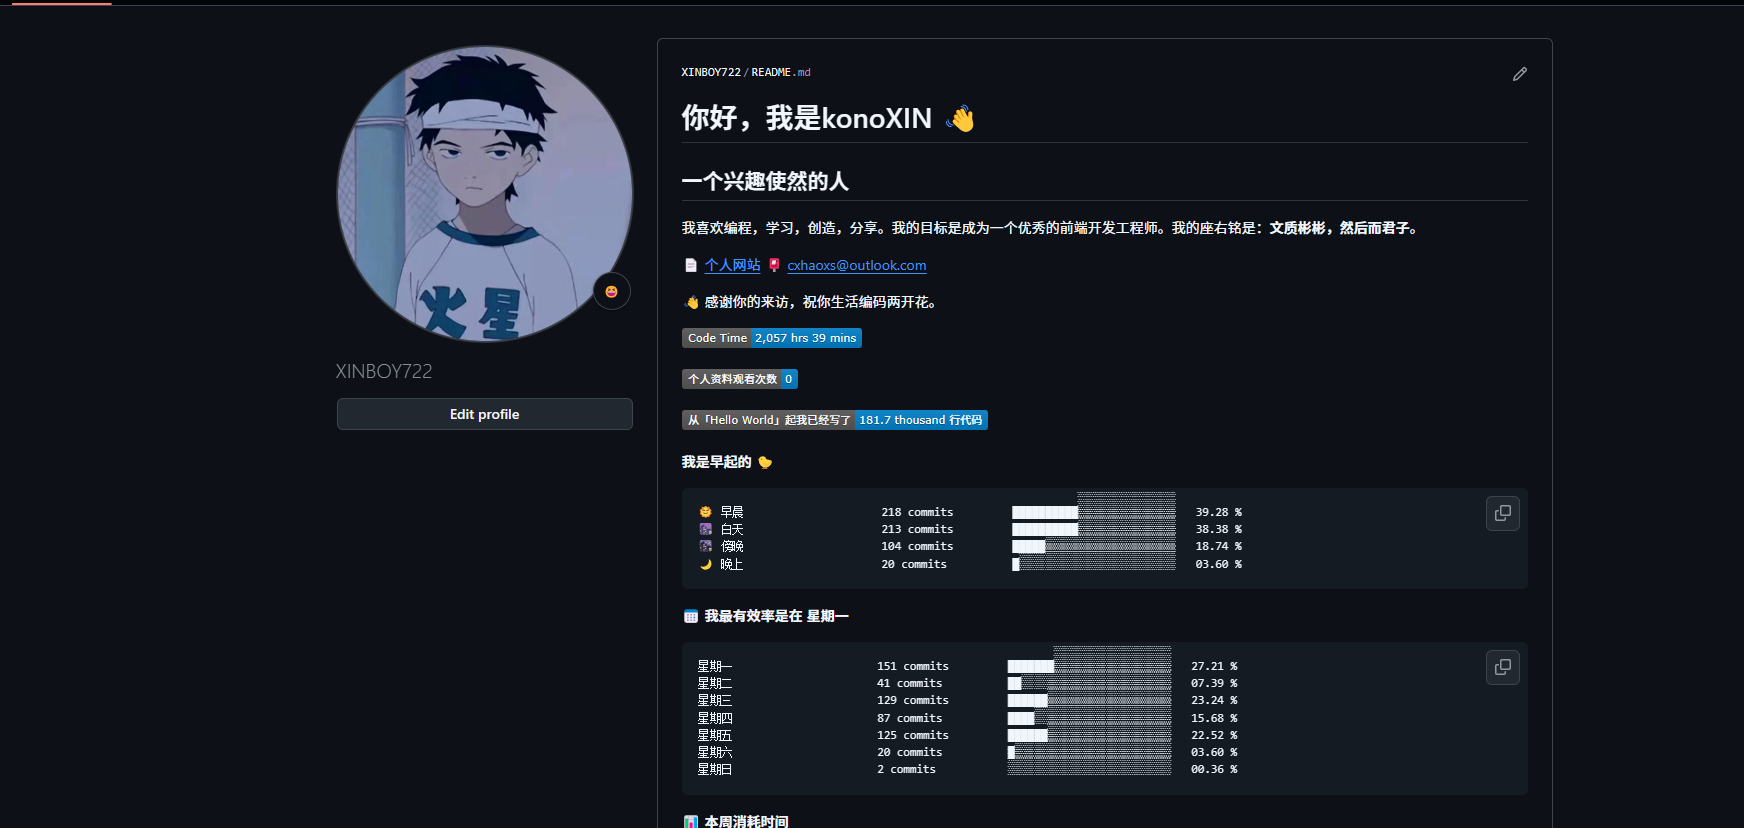 火星
XINBOY722
Edit profile
XINBOY722/README.md
你好，我是konoXIN 👋
一个兴趣使然的人
我喜欢编程，学习，创造，分享。我的目标是成为一个优秀的前端开发工程师。我的座右铭是：文质彬彬，然后而君子。
📄 个人网站 📮 cxhaoxs@outlook.com
👋 感谢你的来访，祝你生活编码两开花。
Code Time 2,057 hrs 39 mins
个人资料观看次数 0
从「Hello World」起我已经写了 181.7 thousand 行代码
我是早起的 🐤
🌞 早晨 218 commits 39.28 %
🌆 白天 213 commits 38.38 %
🌃 傍晚 104 commits 18.74 %
🌙 晚上 20 commits 03.60 %
📅 我最有效率是在 星期一
星期一 151 commits 27.21 %
星期二 41 commits 07.39 %
星期三 129 commits 23.24 %
星期四 87 commits 15.68 %
星期五 125 commits 22.52 %
星期六 20 commits 03.60 %
星期日 2 commits 00.36 %
📊 本周消耗时间